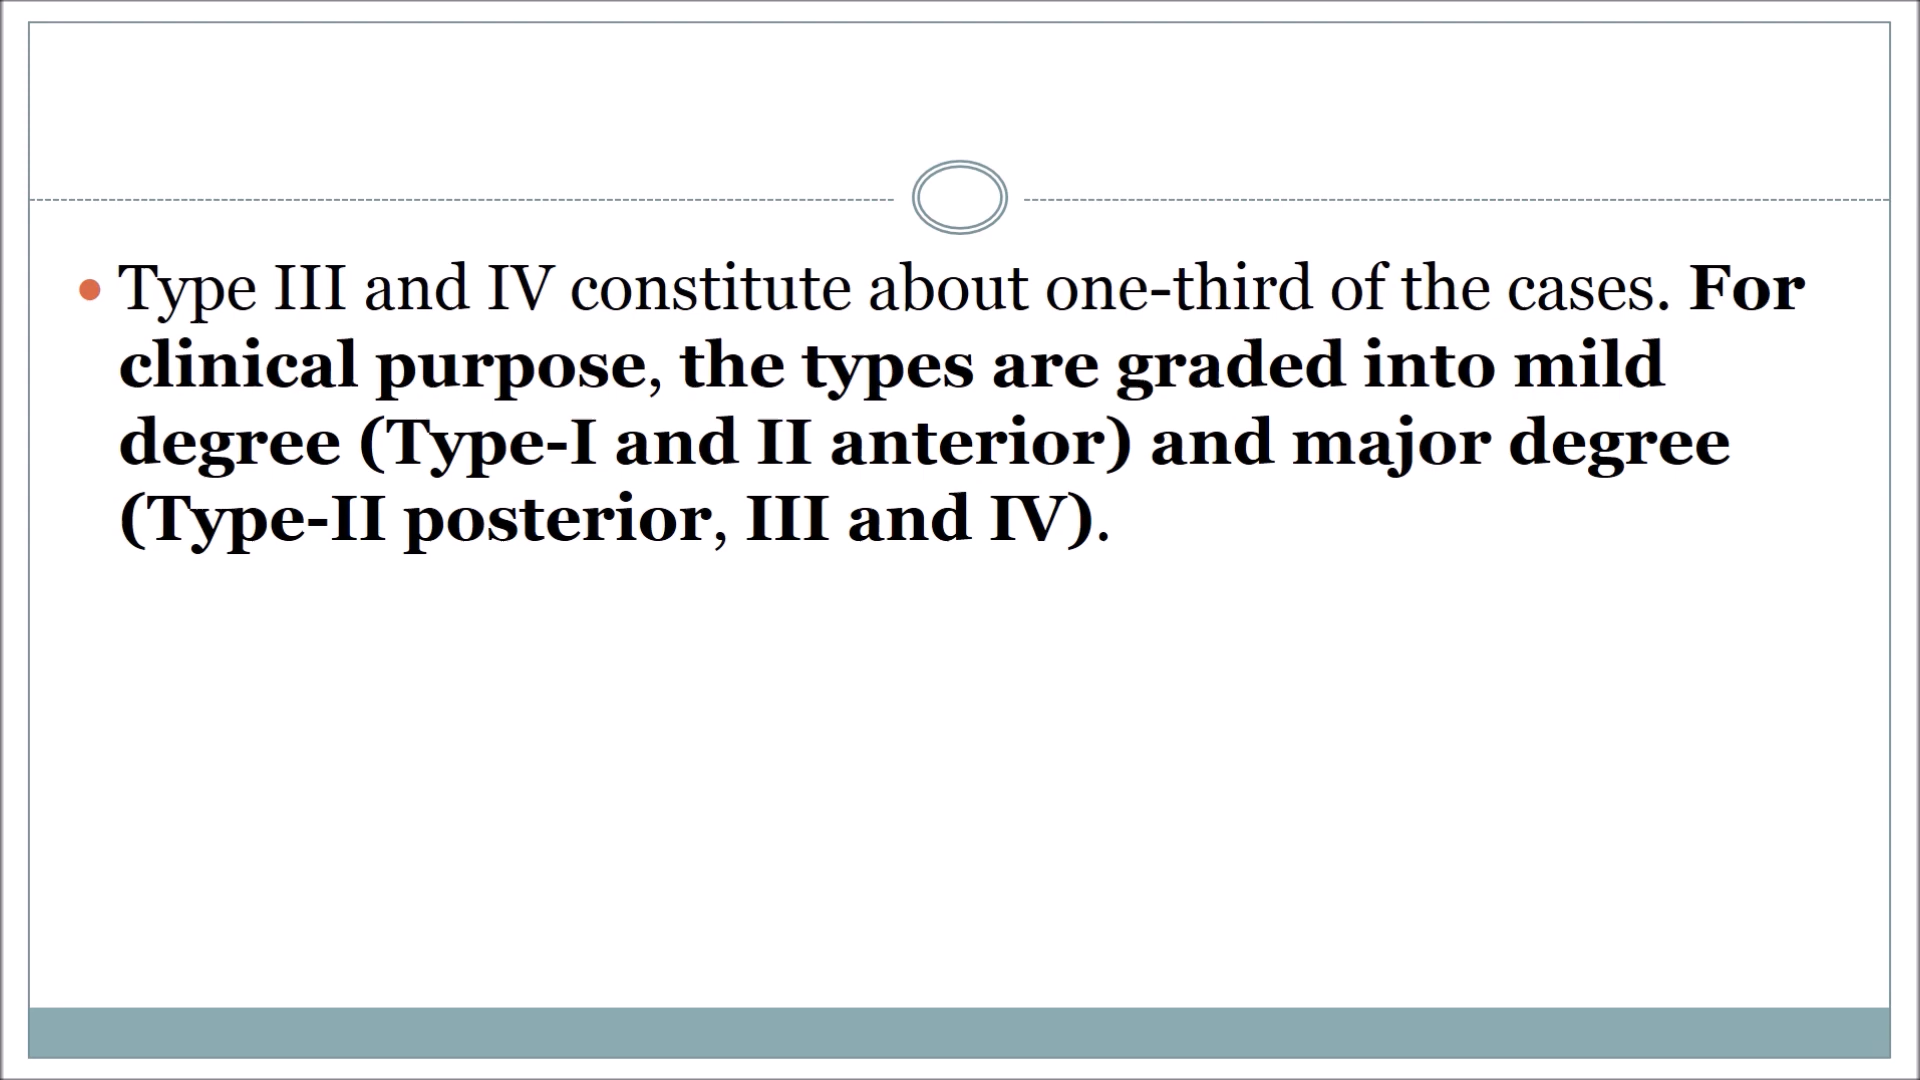 • Type III and IV constitute about one-third of the cases. For
clinical purpose, the types are graded into mild
degree (Type-I and II anterior) and major degree
(Type-II posterior, III and IV).